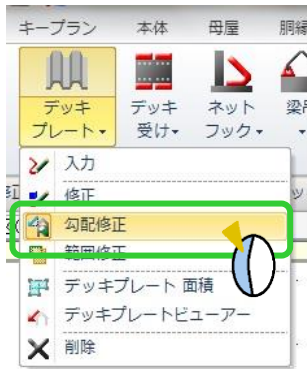 キープラン 本体 母屋 胴縁
デッキ デッキ ネット 梁
プレート 受け フック
入力
修正
勾配修正
範囲修正
デッキプレート 面積
デッキプレートビューアー
削除